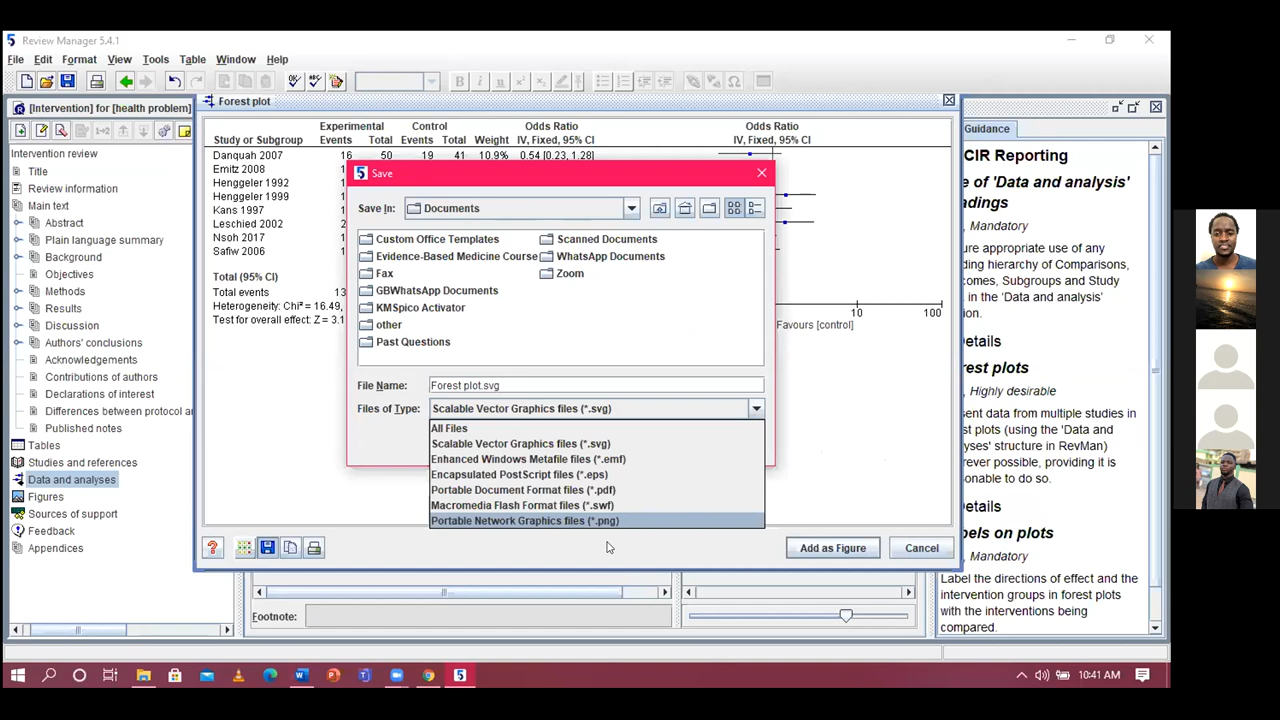 Review Manager 5.4.1
File Edit Format View Tools Table Window Help
[Intervention] for [health problem]
Intervention review
Title
Review information
Main text
Abstract
Plain language summary
Background
Objectives
Methods
Results
Discussion
Authors' conclusions
Acknowledgements
Contributions of authors
Declarations of interest
Differences between protocol a
Published notes
Tables
Studies and references
Data and analyses
Figures
Sources of support
Feedback
Appendices
Forest plot
Experimental Control Odds Ratio Odds Ratio
Study or Subgroup Events Total Events Total Weight IV, Fixed, 95% CI IV, Fixed, 95% CI
Danquah 2007 16 50 19 41 10.9% 0.54 [0.23, 1.28]
Emitz 2008
Henggeler 1992
Henggeler 1999
Kans 1997
Leschied 2002
Nsoh 2017
Safiw 2006
Total (95% CI)
Total events 13
Heterogeneity: Chi² = 16.49,
Test for overall effect: Z = 3.1
10 100
Favours [control]
Save
Save In: Documents
Custom Office Templates
Evidence-Based Medicine Course
Fax
GBWhatsApp Documents
KMSpico Activator
other
Past Questions
Scanned Documents
WhatsApp Documents
Zoom
File Name: Forest plot.svg
Files of Type: Scalable Vector Graphics files (*.svg)
All Files
Scalable Vector Graphics files (*.svg)
Enhanced Windows Metafile files (*.emf)
Encapsulated PostScript files (*.eps)
Portable Document Format files (*.pdf)
Macromedia Flash Format files (*.swf)
Portable Network Graphics files (*.png)
Add as Figure Cancel
Footnote:
Guidance
CIR Reporting
e of 'Data and analysis'
adings
, Mandatory
ure appropriate use of any
ding hierarchy of Comparisons,
comes, Subgroups and Study
in the 'Data and analysis'
ion.
Details
rest plots
, Highly desirable
sent data from multiple studies in
t plots (using the 'Data and
lyses' structure in RevMan)
rever possible, providing it is
sonable to do so.
Details
bels on plots
, Mandatory
Label the directions of effect and the
intervention groups in forest plots
with the interventions being
compared.
10:41 AM